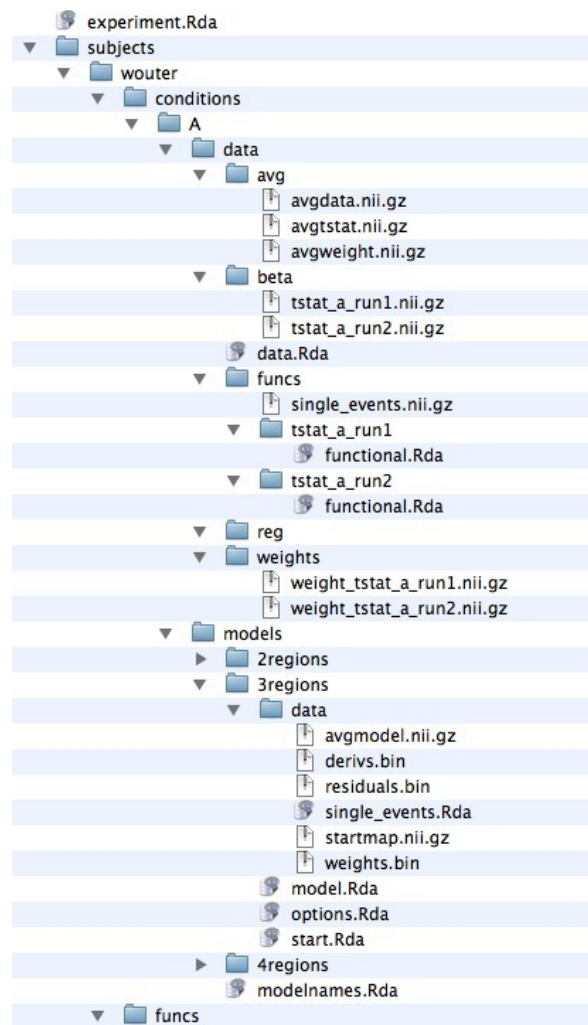 experiment.Rda
subjects
wouter
conditions
A
data
avg
avgdata.nii.gz
avgtstat.nii.gz
avgweight.nii.gz
beta
tstat_a_run1.nii.gz
tstat_a_run2.nii.gz
data.Rda
funcs
single_events.nii.gz
tstat_a_run1
functional.Rda
tstat_a_run2
functional.Rda
reg
weights
weight_tstat_a_run1.nii.gz
weight_tstat_a_run2.nii.gz
models
2regions
3regions
data
avgmodel.nii.gz
derivs.bin
residuals.bin
single_events.Rda
startmap.nii.gz
weights.bin
model.Rda
options.Rda
start.Rda
4regions
modelnames.Rda
funcs